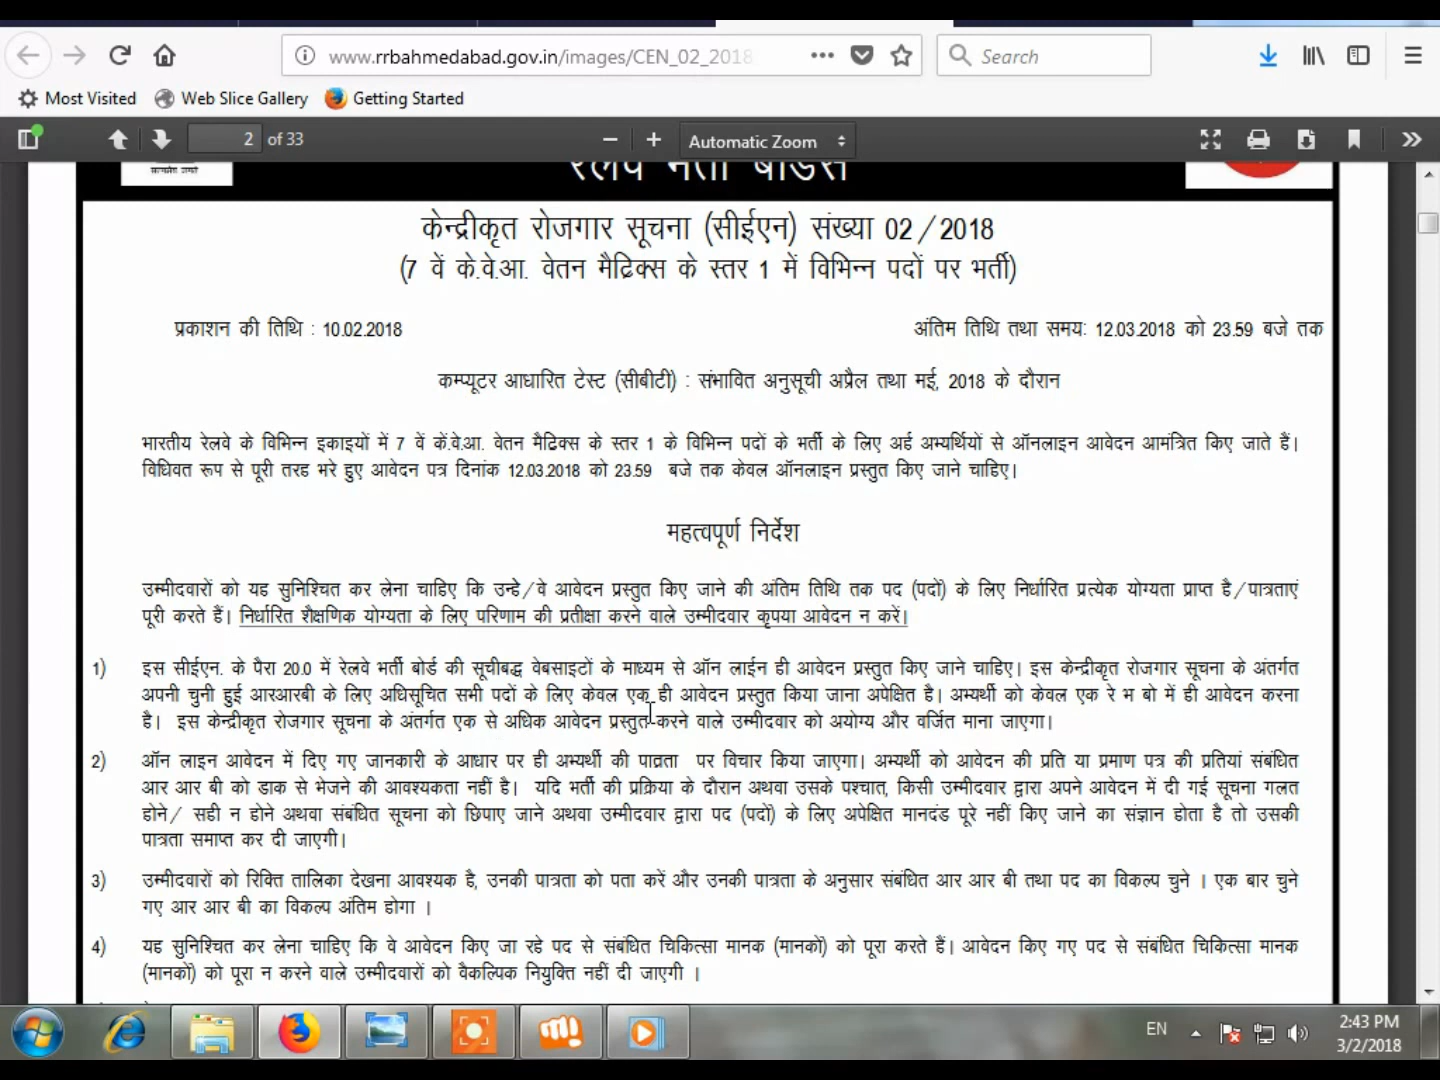 www.rrbahmedabad.gov.in/images/CEN_02_2018
Search
Most Visited
Web Slice Gallery
Getting Started
2 of 33
Automatic Zoom
रेलवे भर्ती बोर्डस
केन्द्रीकृत रोजगार सूचना (सीईएन) संख्या 02/2018
(7 वें के.वे.आ. वेतन मैट्रिक्स के स्तर 1 में विभिन्न पदों पर भर्ती)
प्रकाशन की तिथि : 10.02.2018
अंतिम तिथि तथा समय: 12.03.2018 को 23.59 बजे तक
कम्प्यूटर आधारित टेस्ट (सीबीटी) : संभावित अनुसूची अप्रैल तथा मई, 2018 के दौरान
भारतीय रेलवे के विभिन्न इकाइयों में 7 वें कें.वे.आ. वेतन मैट्रिक्स के स्तर 1 के विभिन्न पदों के भर्ती के लिए अर्ह अभ्यर्थियों से ऑनलाइन आवेदन आमंत्रित किए जाते हैं।
विधिवत रूप से पूरी तरह भरे हुए आवेदन पत्र दिनांक 12.03.2018 को 23.59 बजे तक केवल ऑनलाइन प्रस्तुत किए जाने चाहिए।
महत्वपूर्ण निर्देश
उम्मीदवारों को यह सुनिश्चित कर लेना चाहिए कि उन्हे/वे आवेदन प्रस्तुत किए जाने की अंतिम तिथि तक पद (पदों) के लिए निर्धारित प्रत्येक योग्यता प्राप्त है/पात्रताएं
पूरी करते हैं। निर्धारित शैक्षणिक योग्यता के लिए परिणाम की प्रतीक्षा करने वाले उम्मीदवार कृपया आवेदन न करें।
1) इस सीईएन. के पैरा 20.0 में रेलवे भर्ती बोर्ड की सूचीबद्ध वेबसाइटों के माध्यम से ऑन लाईन ही आवेदन प्रस्तुत किए जाने चाहिए। इस केन्द्रीकृत रोजगार सूचना के अंतर्गत
अपनी चुनी हुई आरआरबी के लिए अधिसूचित सभी पदों के लिए केवल एक ही आवेदन प्रस्तुत किया जाना अपेक्षित है। अभ्यर्थी को केवल एक रे भ बो में ही आवेदन करना
है। इस केन्द्रीकृत रोजगार सूचना के अंतर्गत एक से अधिक आवेदन प्रस्तुत करने वाले उम्मीदवार को अयोग्य और वर्जित माना जाएगा।
2) ऑन लाइन आवेदन में दिए गए जानकारी के आधार पर ही अभ्यर्थी की पात्रता पर विचार किया जाएगा। अभ्यर्थी को आवेदन की प्रति या प्रमाण पत्र की प्रतियां संबंधित
आर आर बी को डाक से भेजने की आवश्यकता नहीं है। यदि भर्ती की प्रक्रिया के दौरान अथवा उसके पश्चात, किसी उम्मीदवार द्वारा अपने आवेदन में दी गई सूचना गलत
होने/ सही न होने अथवा संबंधित सूचना को छिपाए जाने अथवा उम्मीदवार द्वारा पद (पदों) के लिए अपेक्षित मानदंड पूरे नहीं किए जाने का संज्ञान होता है तो उसकी
पात्रता समाप्त कर दी जाएगी।
3) उम्मीदवारों को रिक्ति तालिका देखना आवश्यक है, उनकी पात्रता को पता करें और उनकी पात्रता के अनुसार संबंधित आर आर बी तथा पद का विकल्प चुने । एक बार चुने
गए आर आर बी का विकल्प अंतिम होगा ।
4) यह सुनिश्चित कर लेना चाहिए कि वे आवेदन किए जा रहे पद से संबंधित चिकित्सा मानक (मानकों) को पूरा करते हैं। आवेदन किए गए पद से संबंधित चिकित्सा मानक
(मानकों) को पूरा न करने वाले उम्मीदवारों को वैकल्पिक नियुक्ति नहीं दी जाएगी ।
EN
2:43 PM
3/2/2018